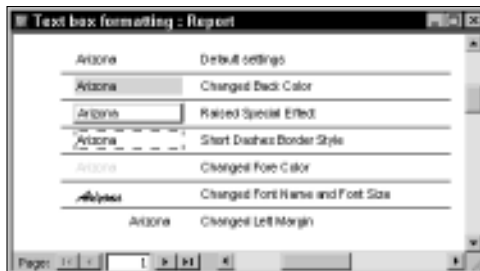 Text box formatting : Report
Arizona Default settings
Arizona Changed Back Color
Arizona Raised Special Effect
Arizona Short Dashes Border Style
Arizona Changed Fore Color
Arizona Changed Font Name and Font Size
Arizona Changed Left Margin
Page: 1